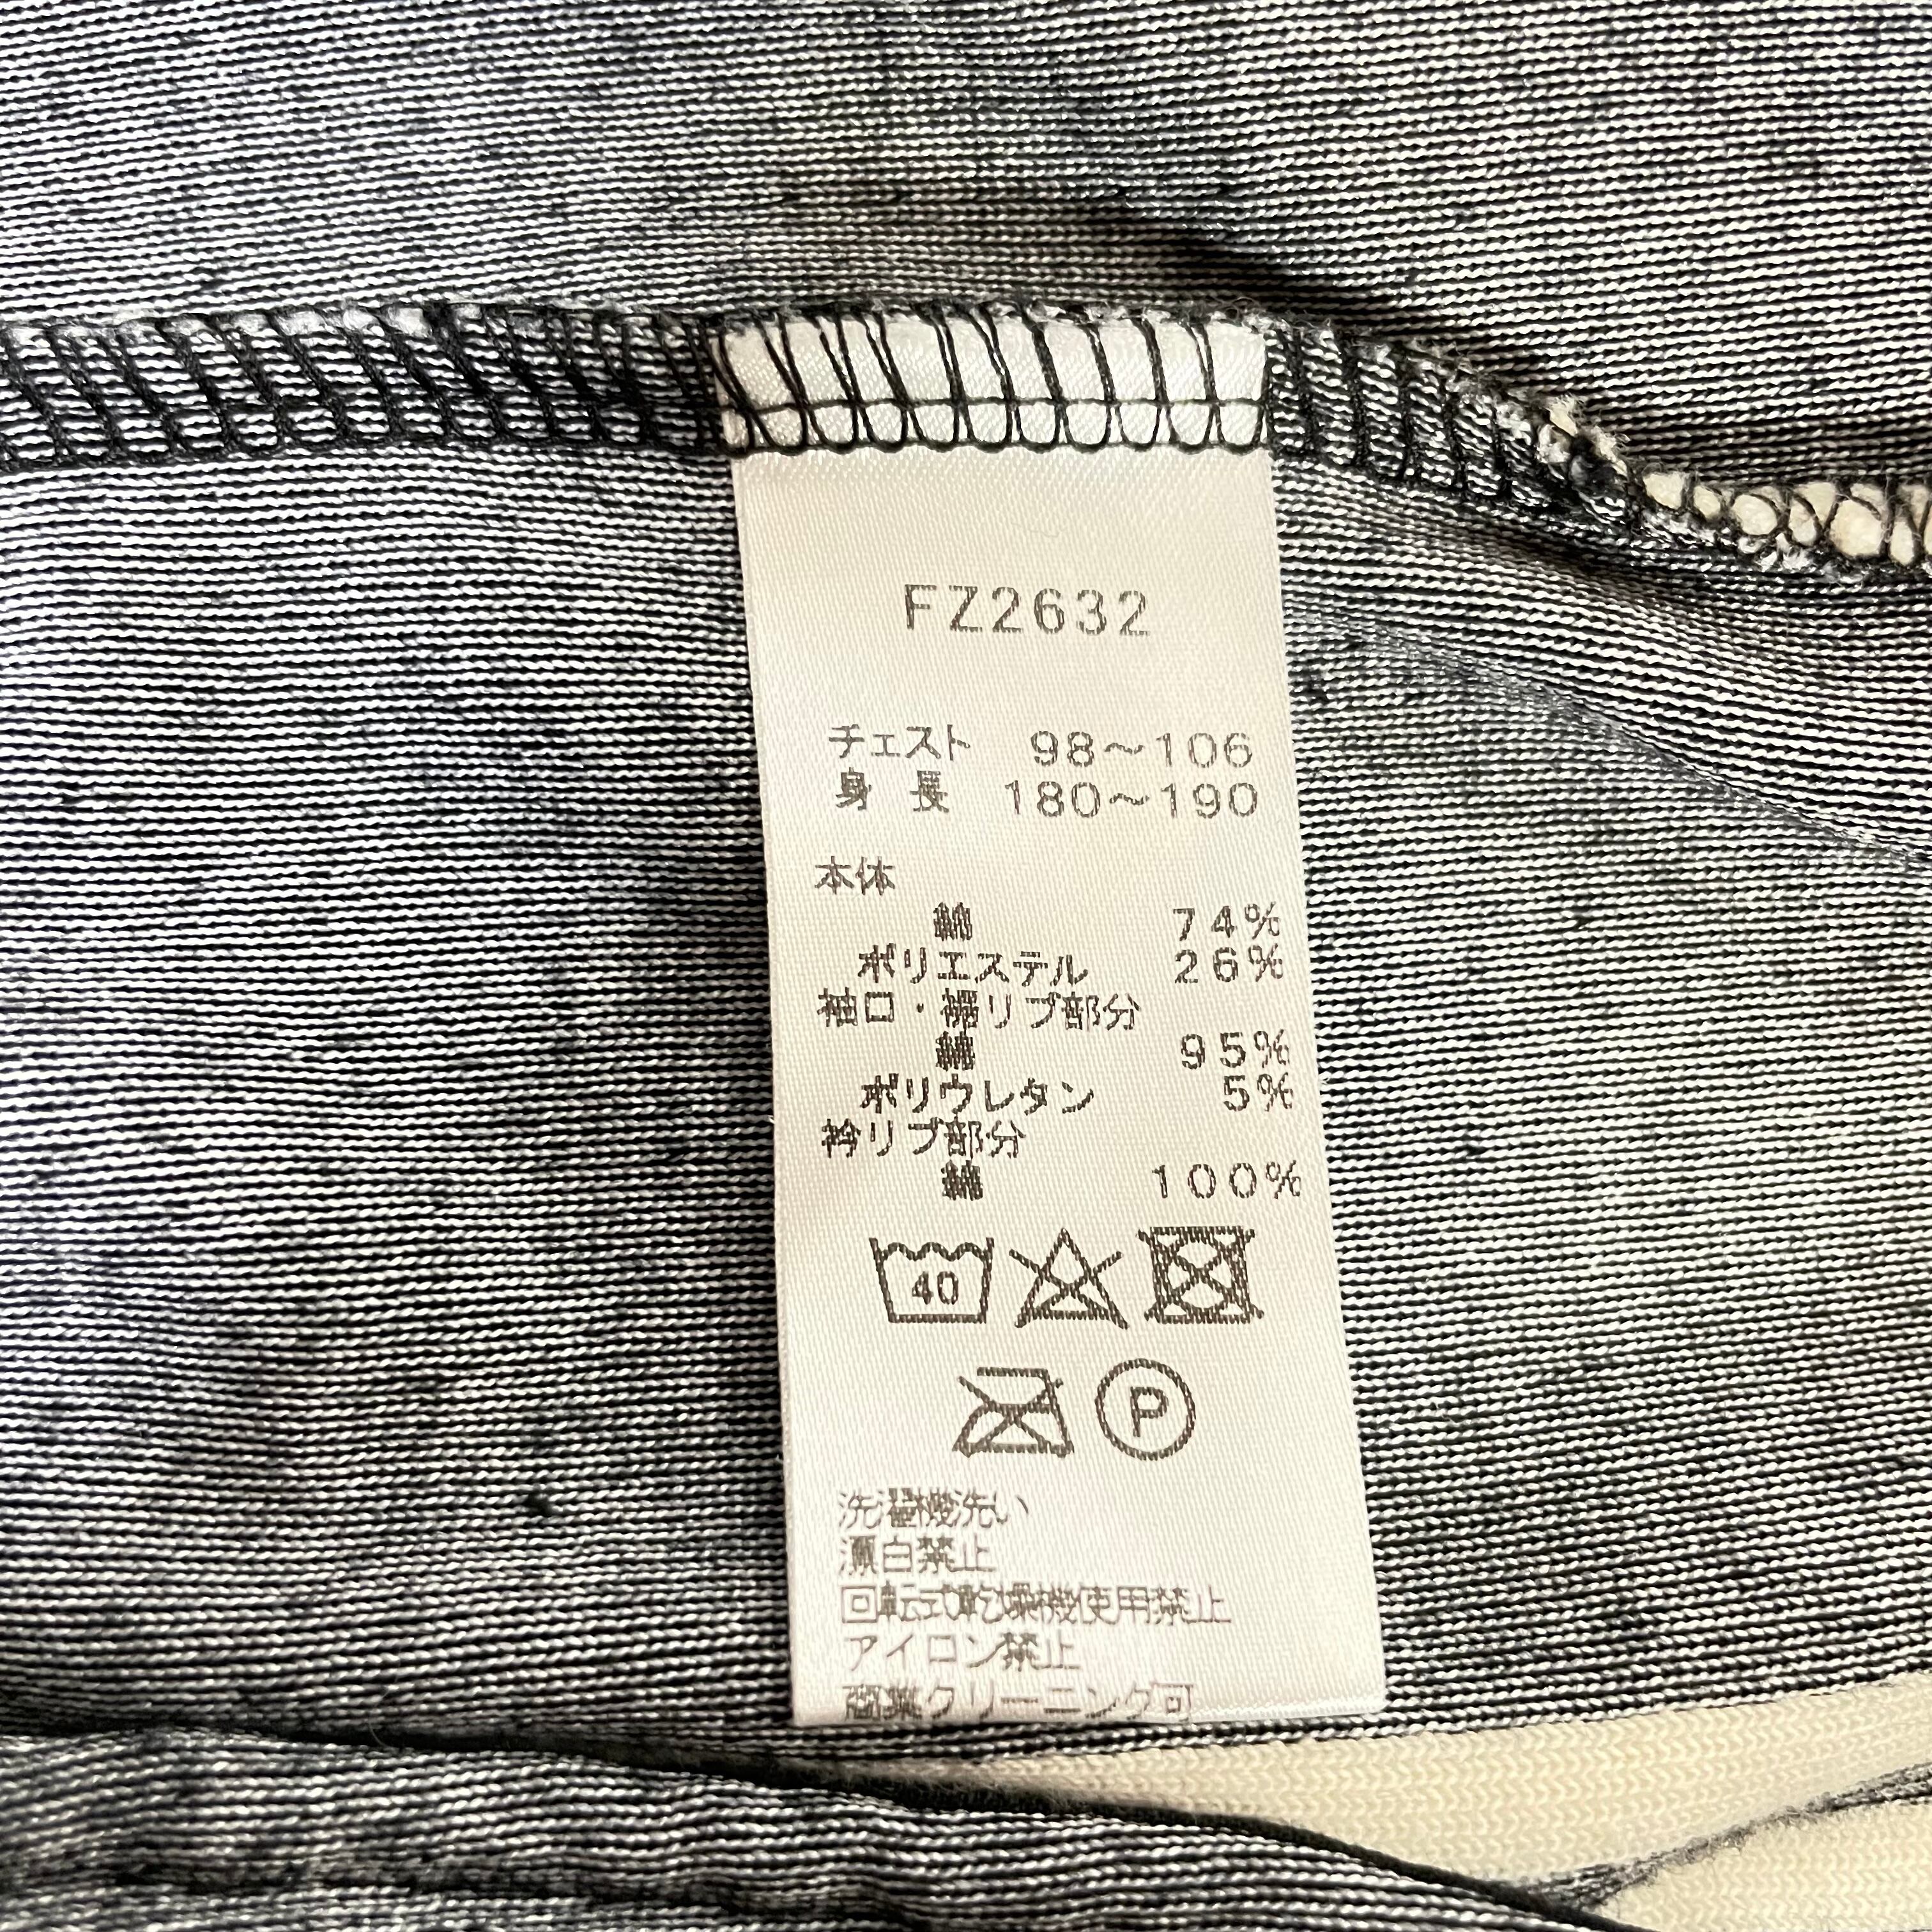 FZ2632
チェスト 98～106
身長 180～190
本体
綿 74%
ポリエステル 26%
袖口・裾リブ部分
綿 95%
ポリウレタン 5%
衿リブ部分
綿 100%
40
P
洗濯機洗い
漂白禁止
回転式乾燥機使用禁止
アイロン禁止
商業クリーニング可